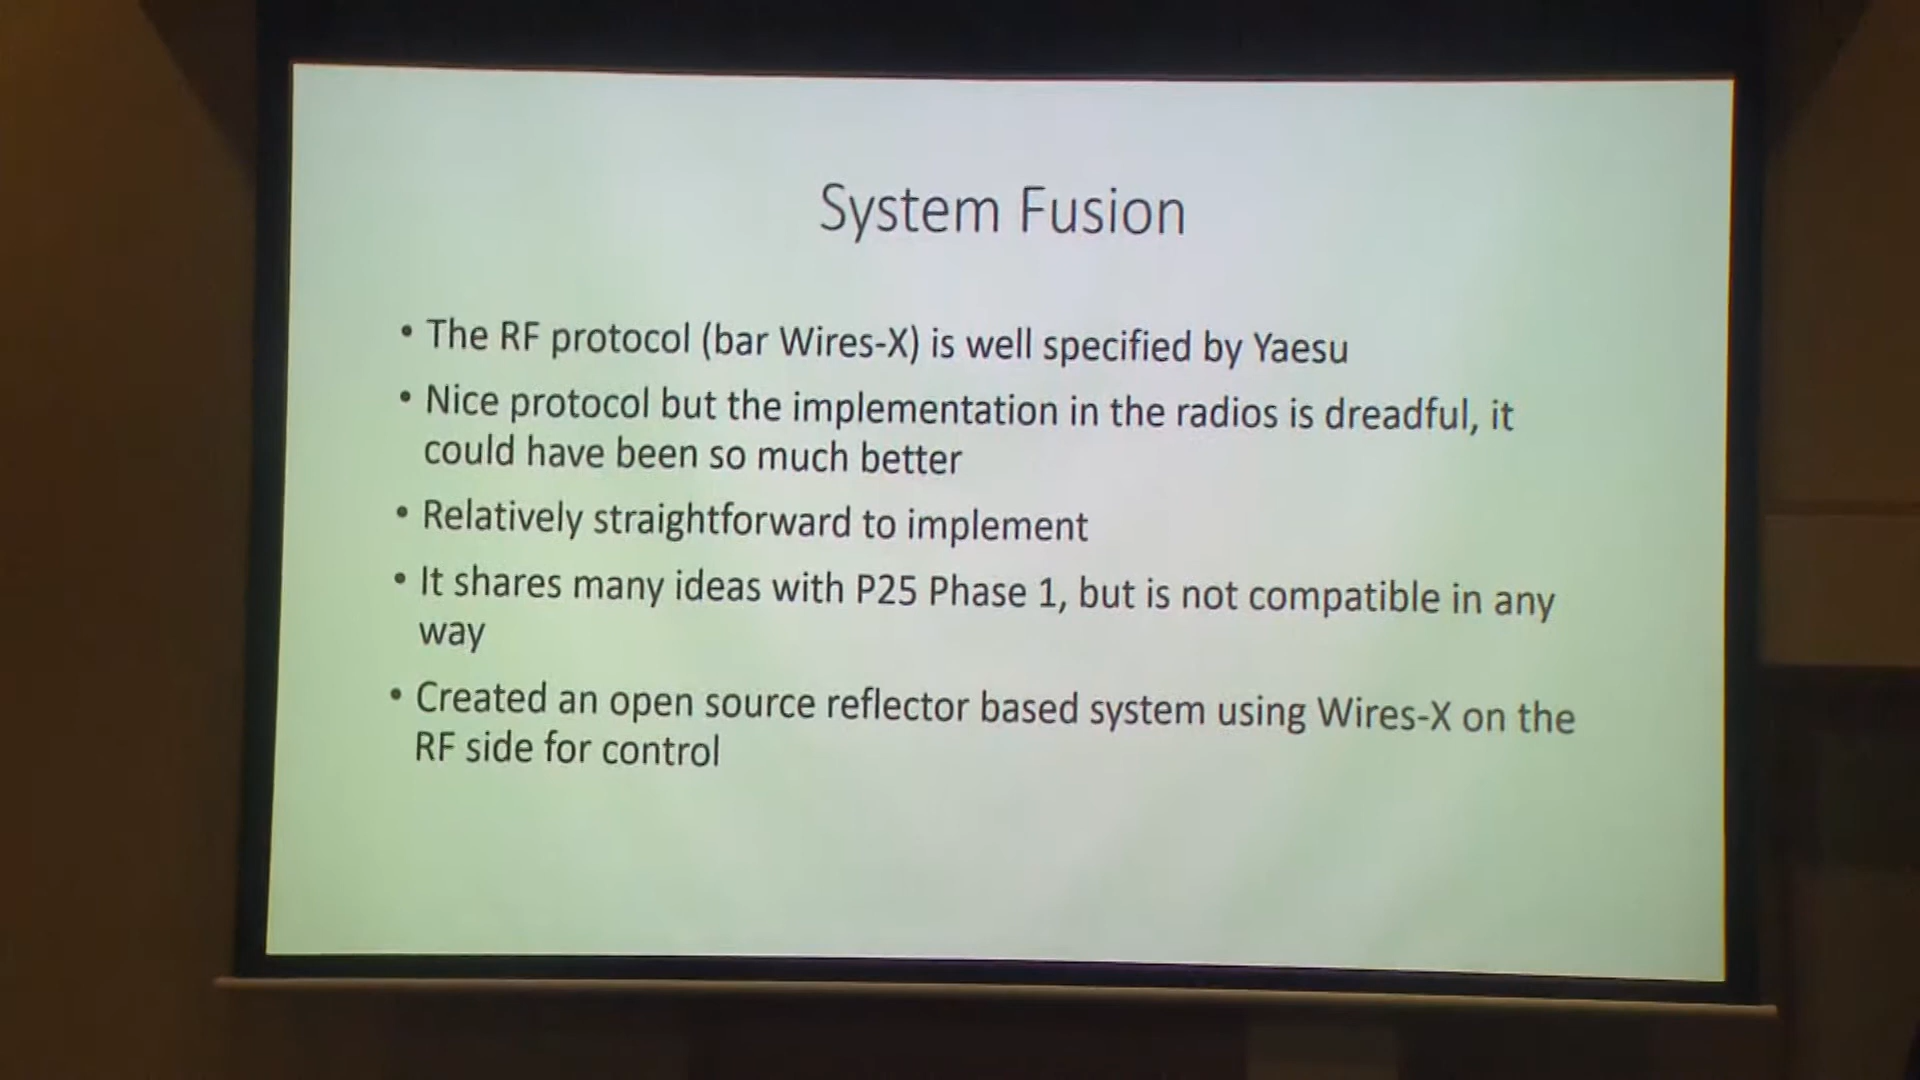 System Fusion
• The RF protocol (bar Wires-X) is well specified by Yaesu
• Nice protocol but the implementation in the radios is dreadful, it
could have been so much better
• Relatively straightforward to implement
• It shares many ideas with P25 Phase 1, but is not compatible in any
way
• Created an open source reflector based system using Wires-X on the
RF side for control